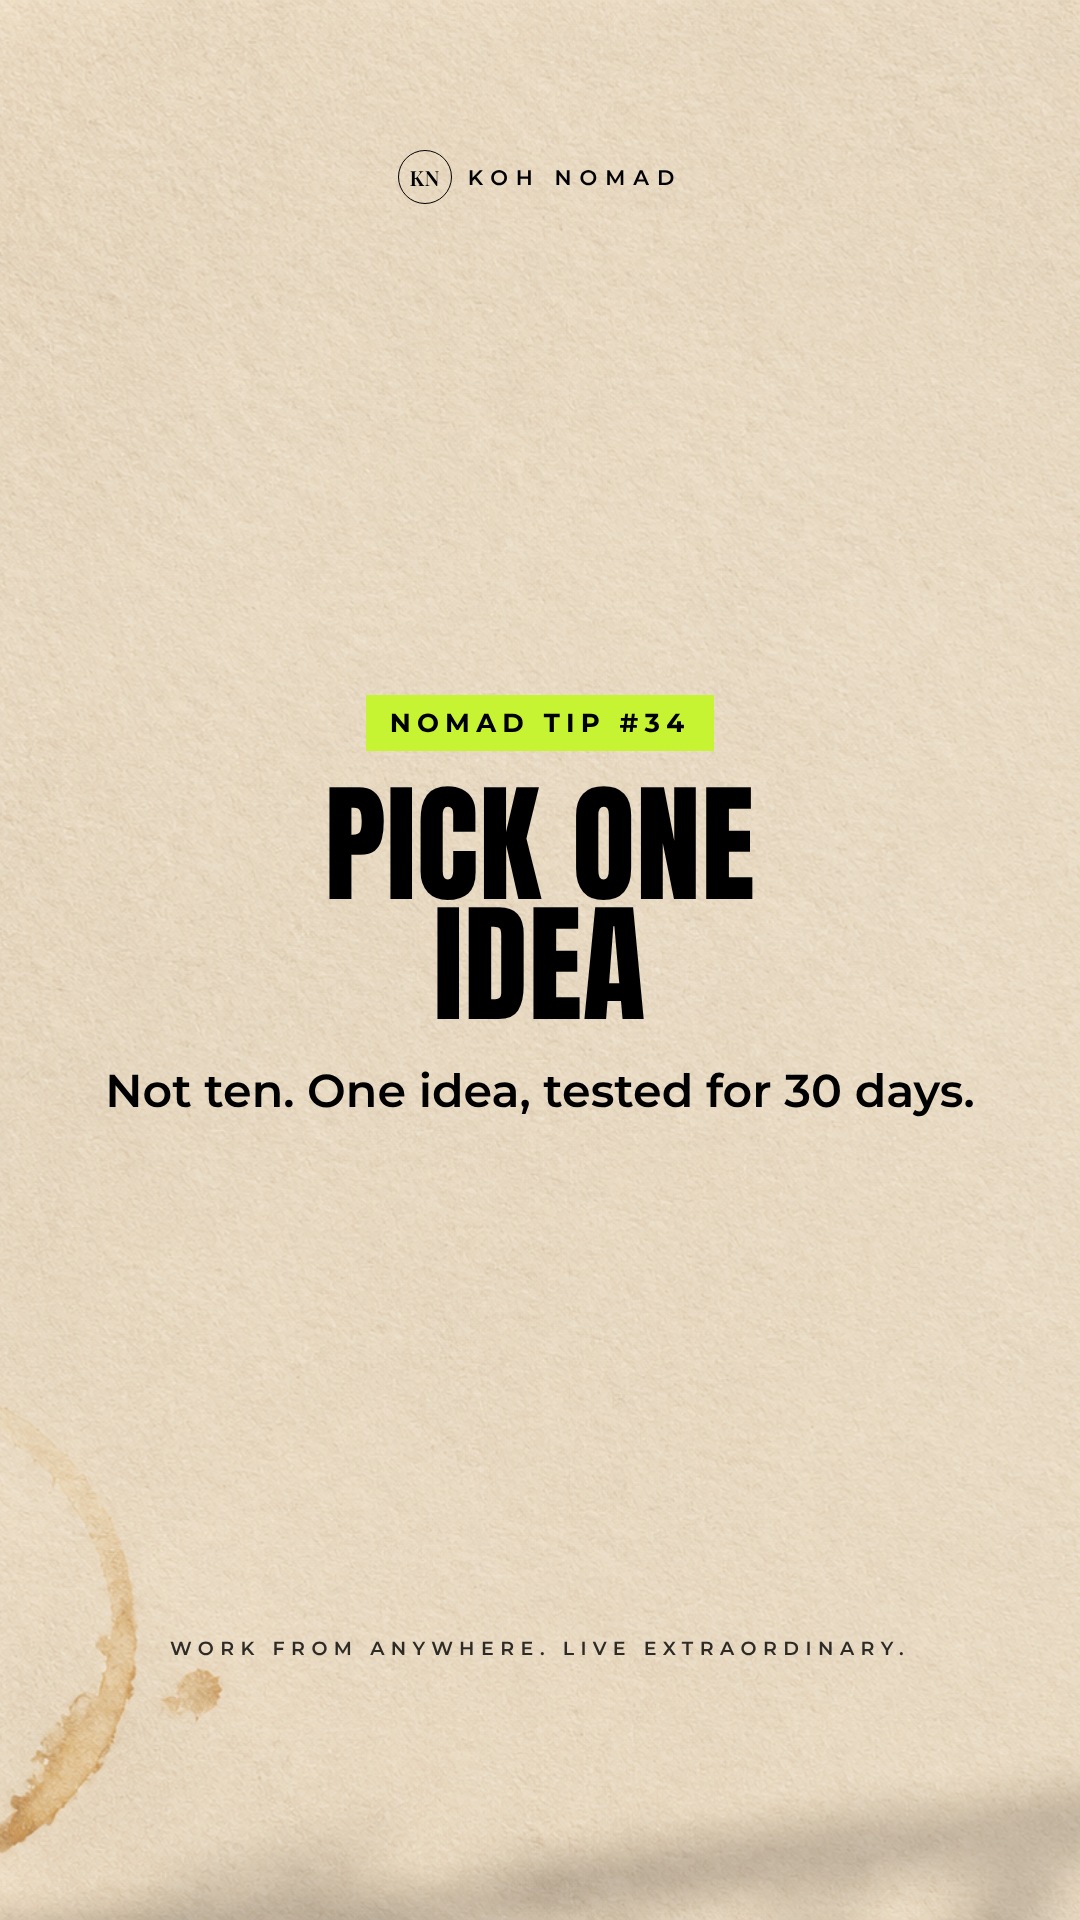 KN KOH NOMAD
NOMAD TIP #34
PICK ONE
IDEA
Not ten. One idea, tested for 30 days.
WORK FROM ANYWHERE. LIVE EXTRAORDINARY.